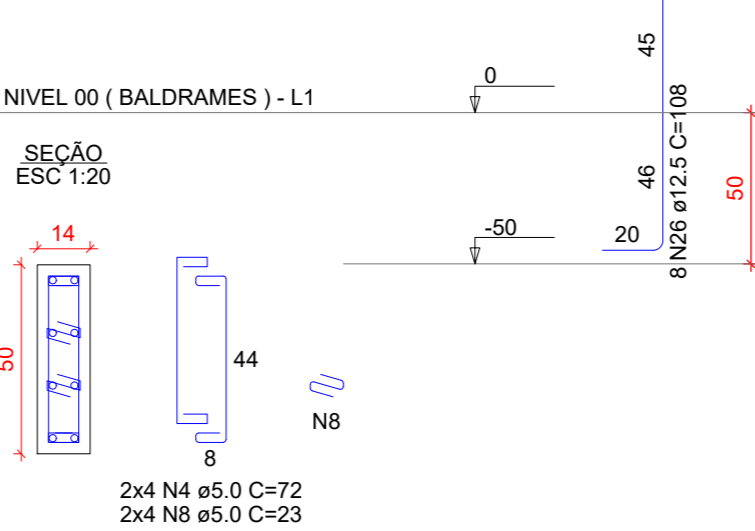 45
0
NIVEL 00 ( BALDRAMES ) - L1
SEÇÃO
ESC 1:20
46
8 N26 ø12.5 C=108
50
14
-50
20
50
44
N8
8
2x4 N4 ø5.0 C=72
2x4 N8 ø5.0 C=23